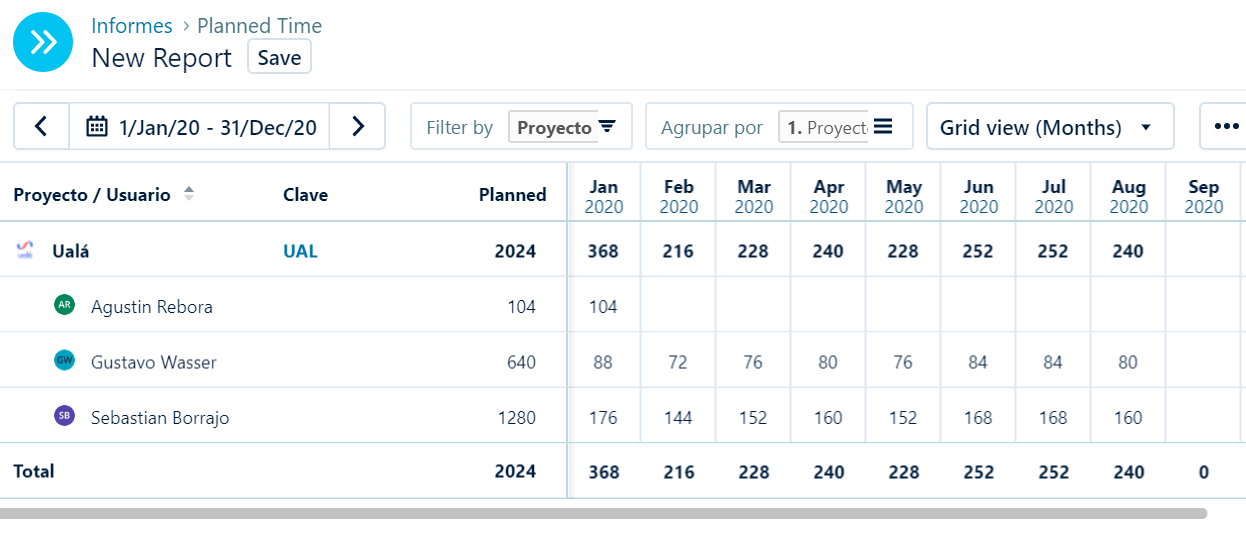 Informes › Planned Time
New Report Save
1/Jan/20 - 31/Dec/20 Filter by Proyecto Agrupar por 1. Proyect Grid view (Months)
Proyecto / Usuario Clave Planned Jan 2020 Feb 2020 Mar 2020 Apr 2020 May 2020 Jun 2020 Jul 2020 Aug 2020 Sep 2020
Ualá UAL 2024 368 216 228 240 228 252 252 240
AR Agustin Rebora 104 104
GW Gustavo Wasser 640 88 72 76 80 76 84 84 80
SB Sebastian Borrajo 1280 176 144 152 160 152 168 168 160
Total 2024 368 216 228 240 228 252 252 240 0